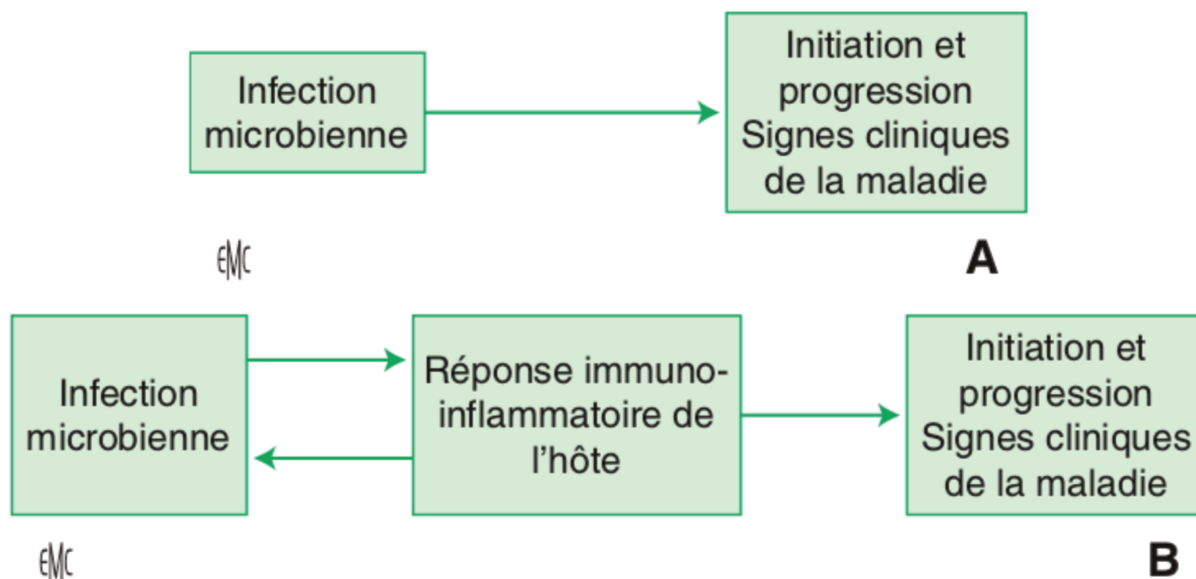 Infection
microbienne
Initiation et
progression
Signes cliniques
de la maladie
EMC
A
Infection
microbienne
Réponse immuno-
inflammatoire de
l'hôte
Initiation et
progression
Signes cliniques
de la maladie
EMC
B